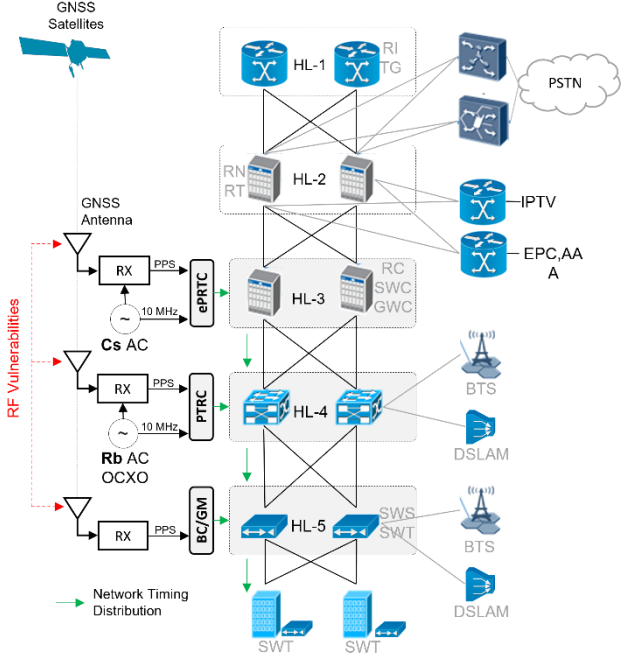 GNSS
Satellites
HL-1
RI
TG
PSTN
RN
RT
HL-2
GNSS
Antenna
IPTV
EPC,AA
A
RX
PPS
10 MHz
ePRTC
Cs AC
HL-3
RC
SWC
GWC
RF Vulnerabilities
RX
PPS
10 MHz
PTRC
Rb AC
OCXO
HL-4
BTS
DSLAM
RX
PPS
BC/GM
HL-5
SWS
SWT
BTS
DSLAM
Network Timing
Distribution
SWT
SWT